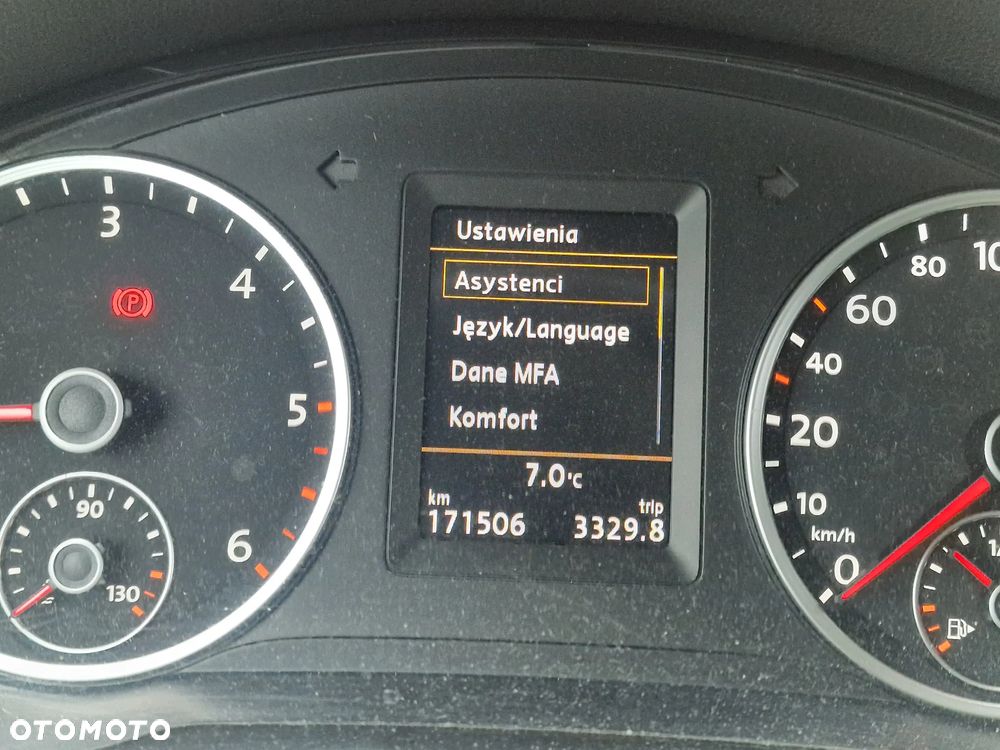 3
4
5
6
P
90
130
Ustawienia
Asystenci
Język/Language
Dane MFA
Komfort
7.0°C
km trip
171506 3329.8
80
60
40
20
10
km/h
0
OTOMOTO